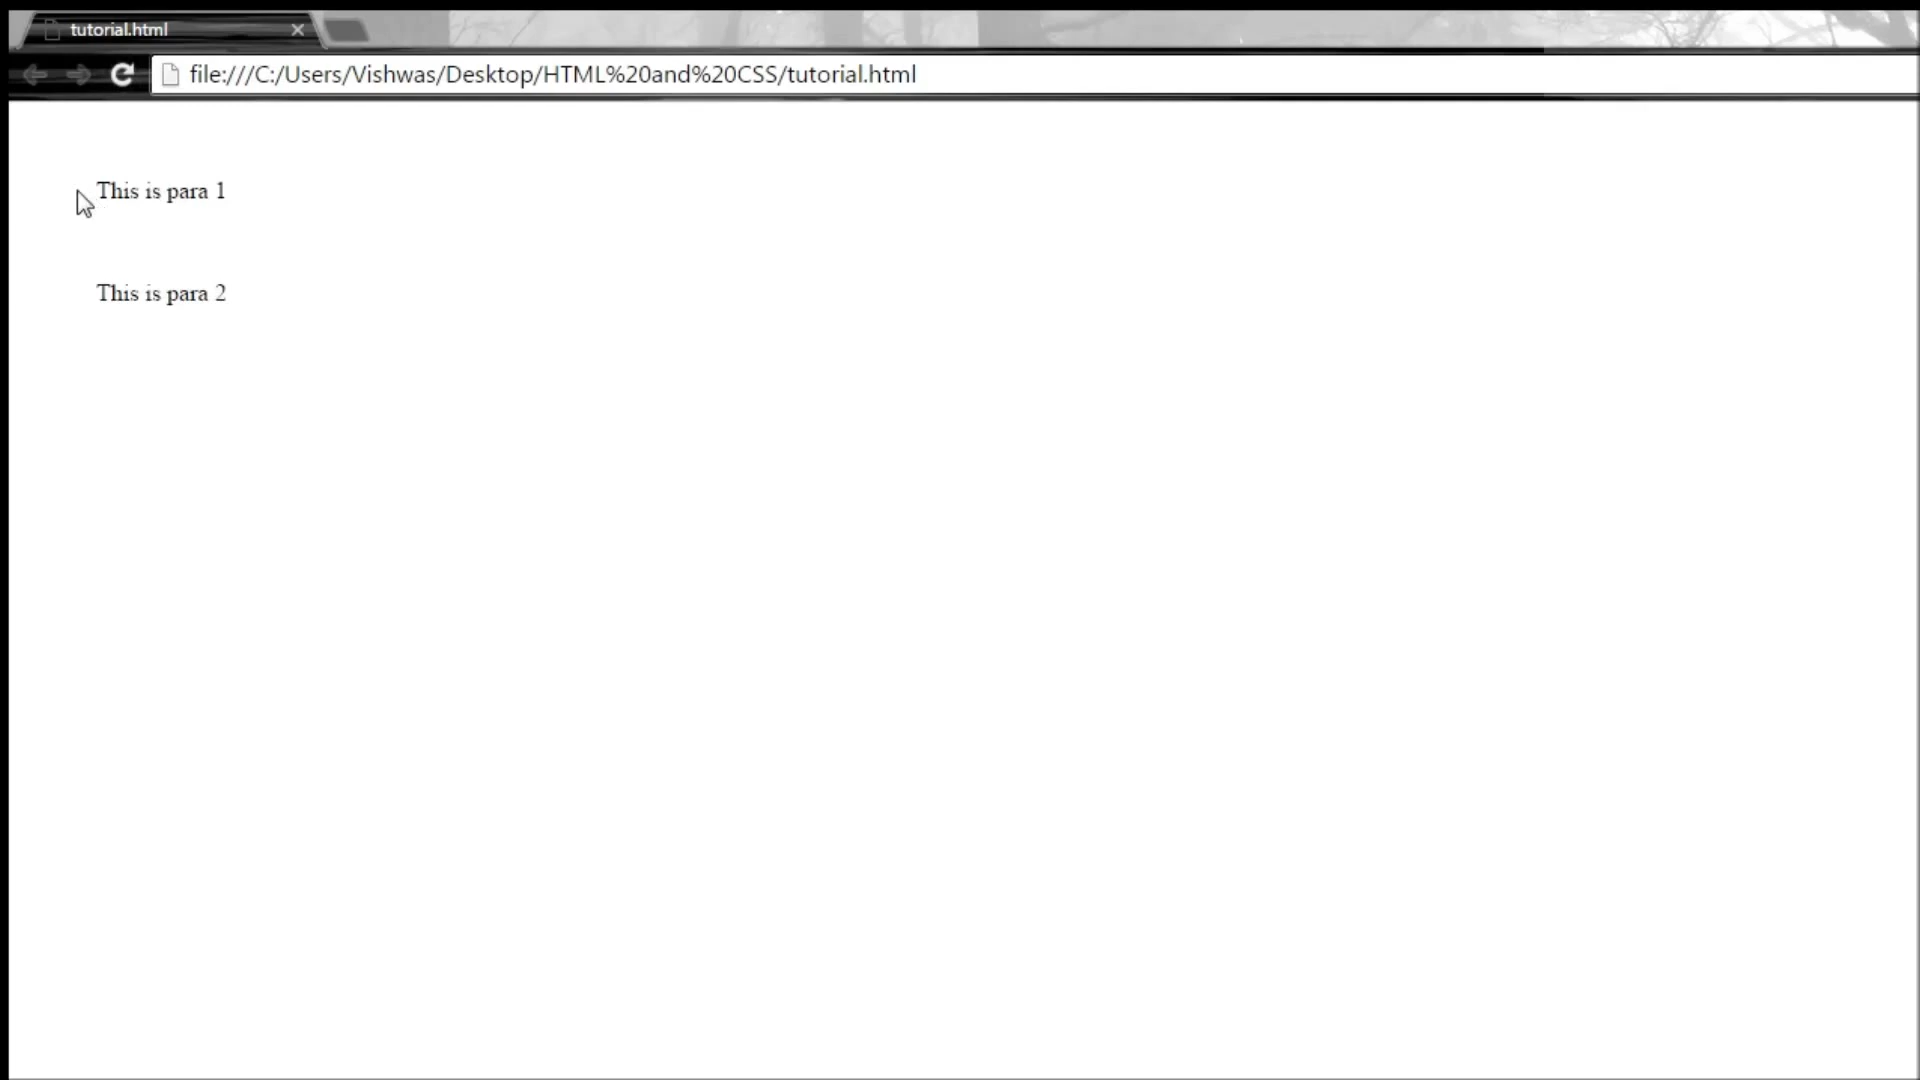 tutorial.html
file:///C:/Users/Vishwas/Desktop/HTML%20and%20CSS/tutorial.html
This is para 1
This is para 2